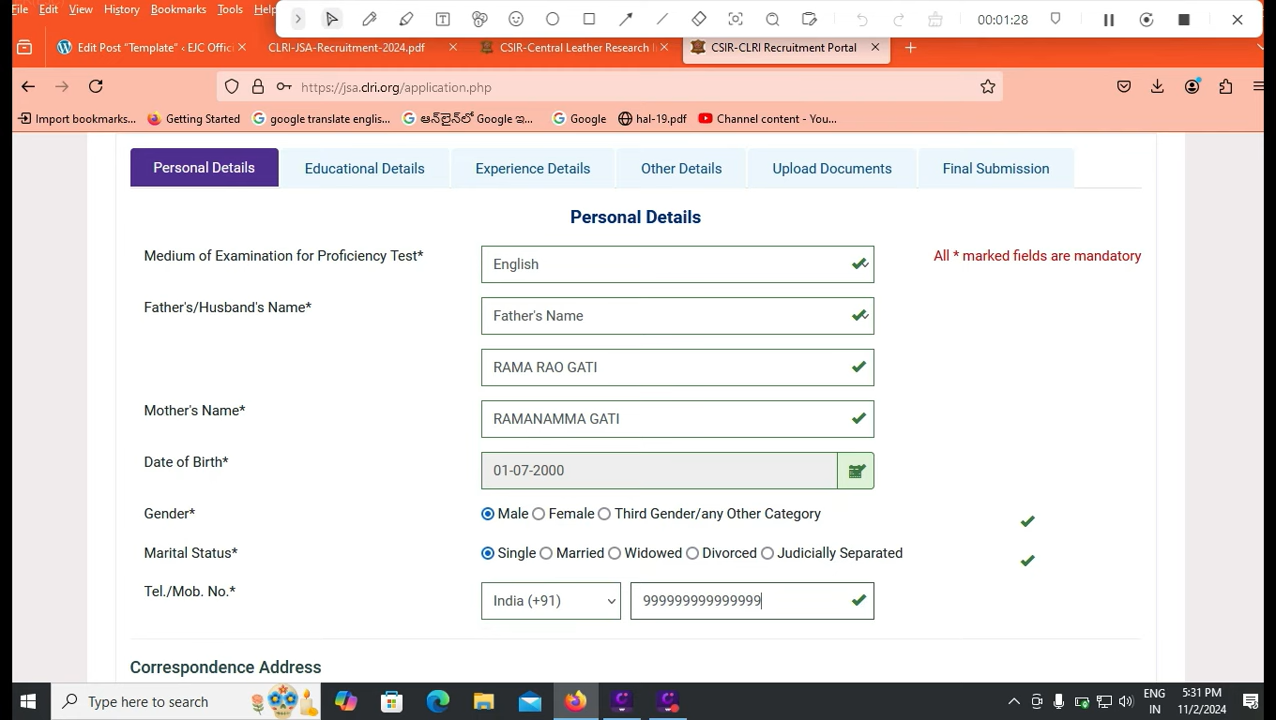 File Edit View History Bookmarks Tools Help
00:01:28
Edit Post “Template” ‹ EJC Offici
CLRI-JSA-Recruitment-2024.pdf
CSIR-Central Leather Research I
CSIR-CLRI Recruitment Portal
https://jsa.clri.org/application.php
Import bookmarks...
Getting Started
google translate englis...
ఆన్‌లైన్‌లో Google ఇ...
Google
hal-19.pdf
Channel content - You...
Personal Details
Educational Details
Experience Details
Other Details
Upload Documents
Final Submission
Personal Details
Medium of Examination for Proficiency Test*
English
All * marked fields are mandatory
Father's/Husband's Name*
Father's Name
RAMA RAO GATI
Mother's Name*
RAMANAMMA GATI
Date of Birth*
01-07-2000
Gender*
Male Female Third Gender/any Other Category
Marital Status*
Single Married Widowed Divorced Judicially Separated
Tel./Mob. No.*
India (+91)
999999999999999
Correspondence Address
Type here to search
ENG
IN
5:31 PM
11/2/2024